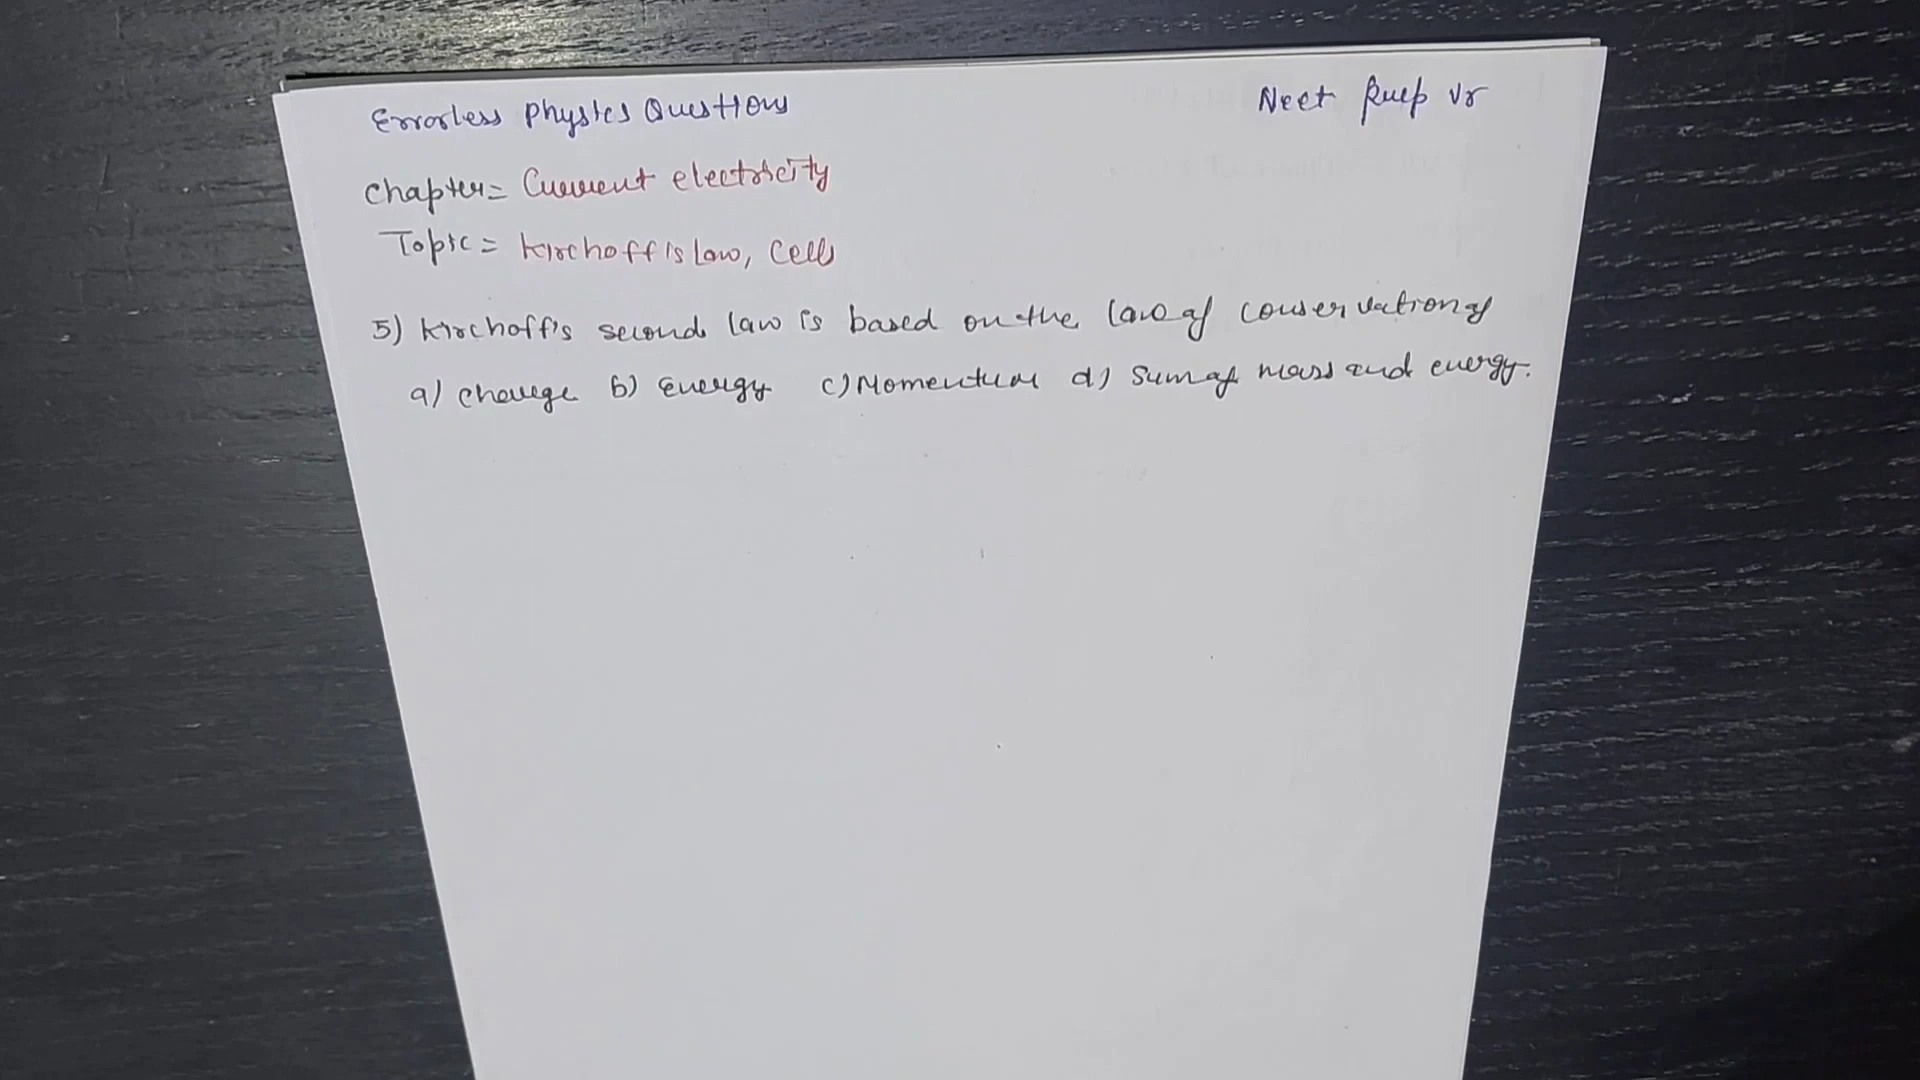 Errorless Physics Questions
Neet Prep Vr
Chapter = Current electricity
Topic = Kirchoff's Law, Cell
5) Kirchoff's second law is based on the law of conservation of
a) charge b) Energy c) Momentum d) Sum of mass and energy.